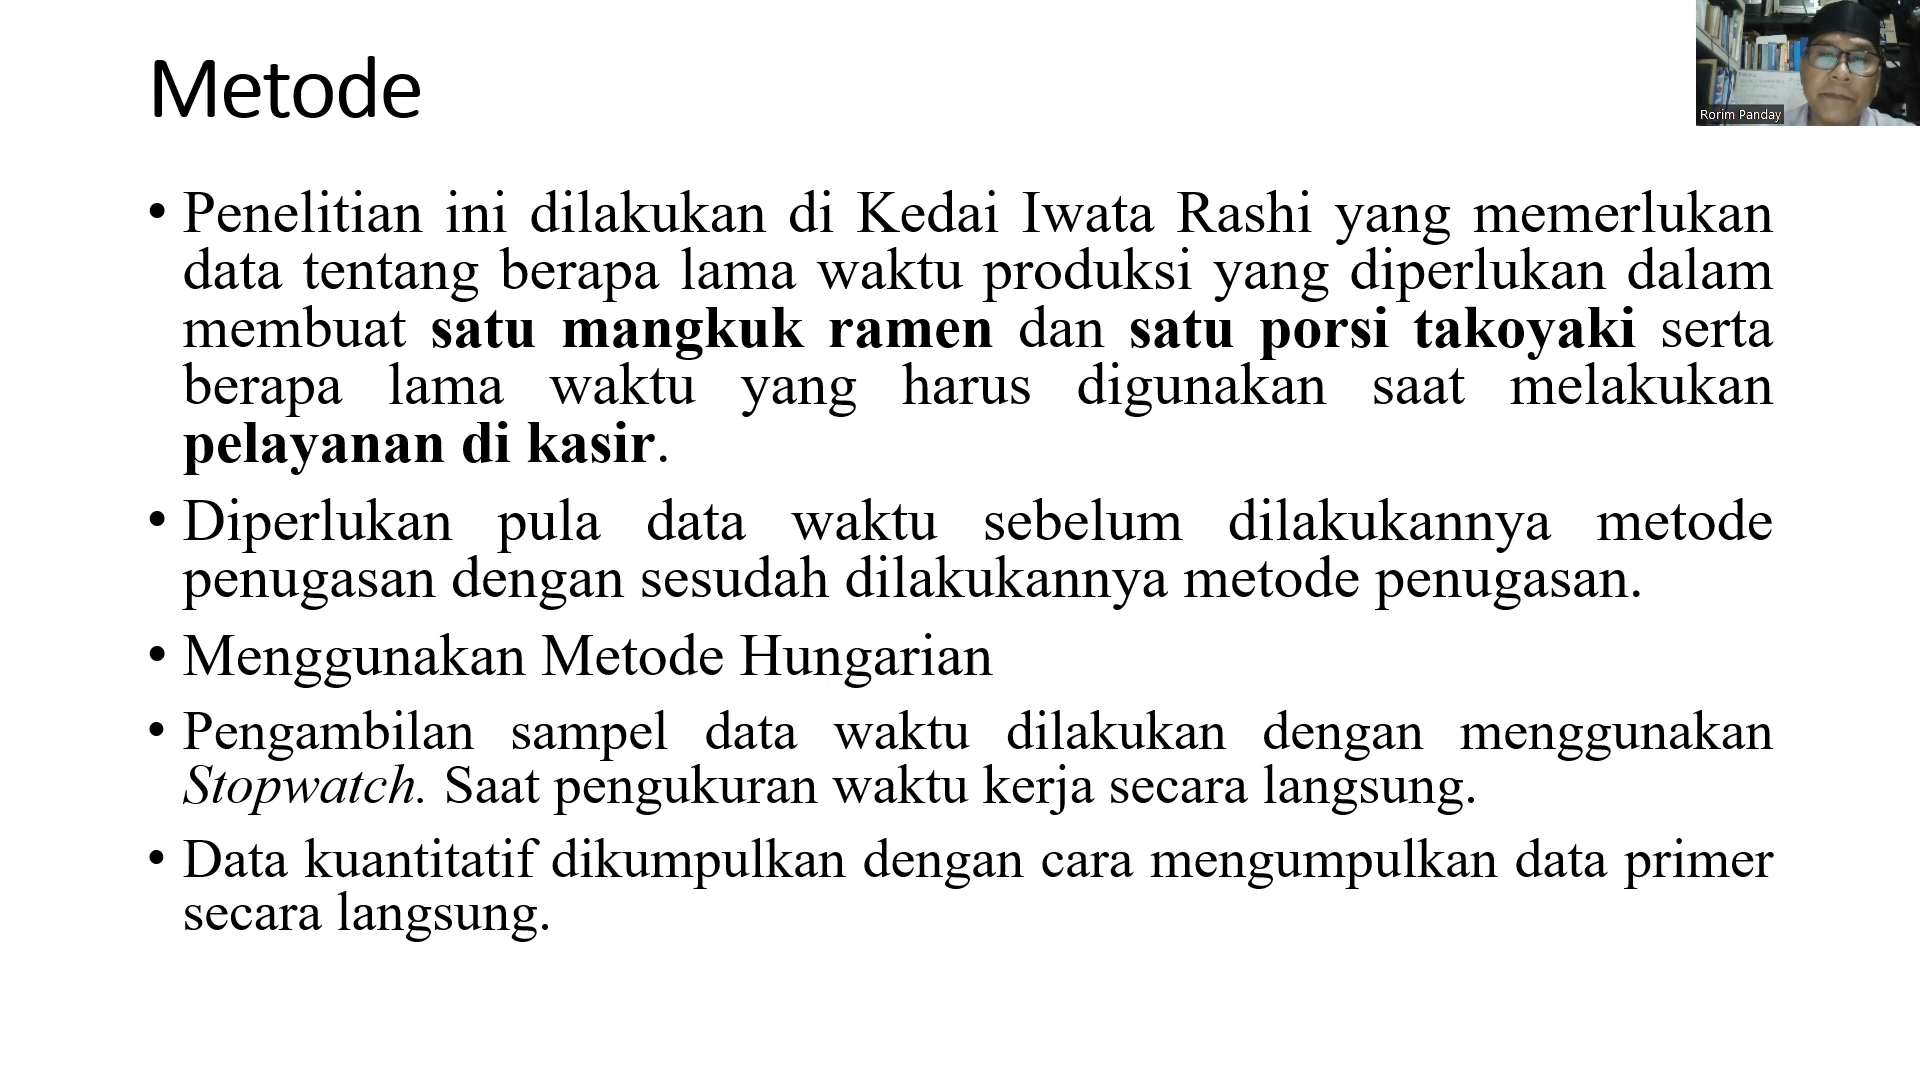 Metode
Rorim Panday
• Penelitian ini dilakukan di Kedai Iwata Rashi yang memerlukan
data tentang berapa lama waktu produksi yang diperlukan dalam
membuat satu mangkuk ramen dan satu porsi takoyaki serta
berapa lama waktu yang harus digunakan saat melakukan
pelayanan di kasir.
• Diperlukan pula data waktu sebelum dilakukannya metode
penugasan dengan sesudah dilakukannya metode penugasan.
• Menggunakan Metode Hungarian
• Pengambilan sampel data waktu dilakukan dengan menggunakan
Stopwatch. Saat pengukuran waktu kerja secara langsung.
• Data kuantitatif dikumpulkan dengan cara mengumpulkan data primer
secara langsung.